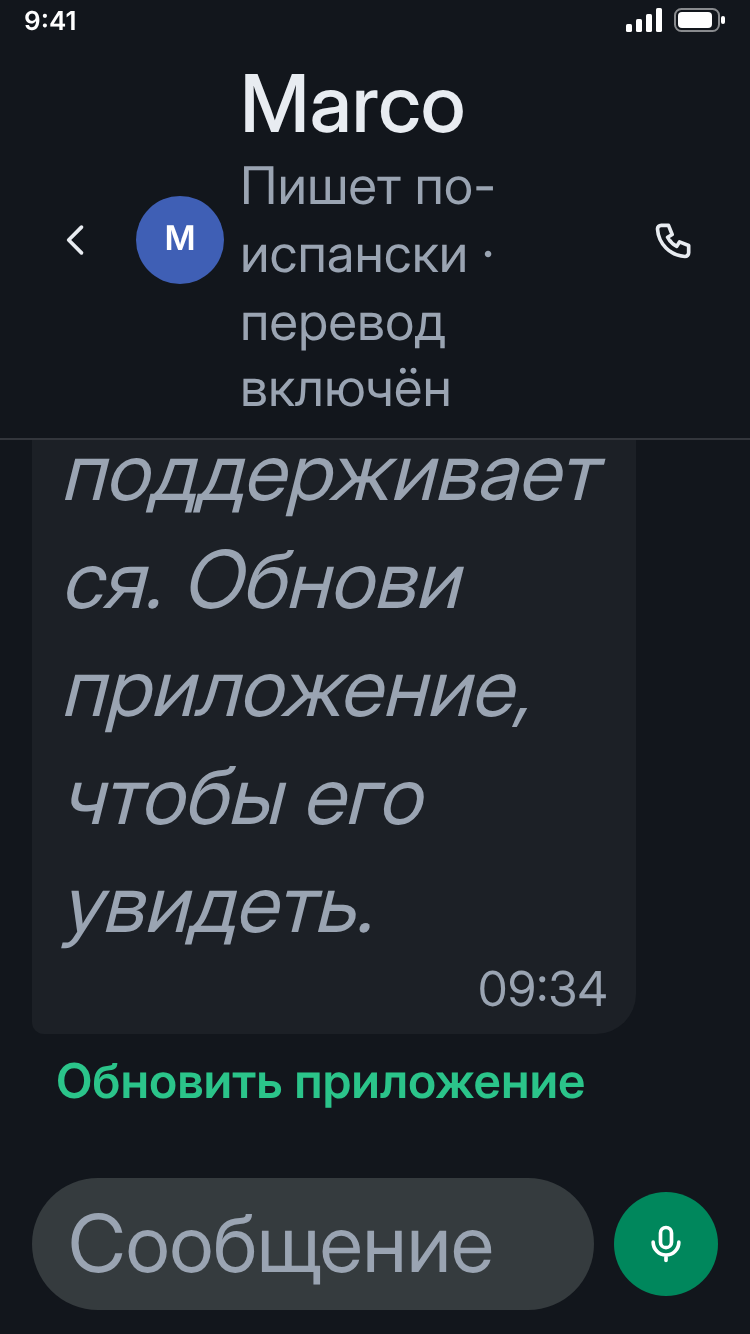 9:41
Marco
M
Пишет по-
испански ·
перевод
включён
поддерживает
ся. Обнови
приложение,
чтобы его
увидеть.
09:34
Обновить приложение
Сообщение